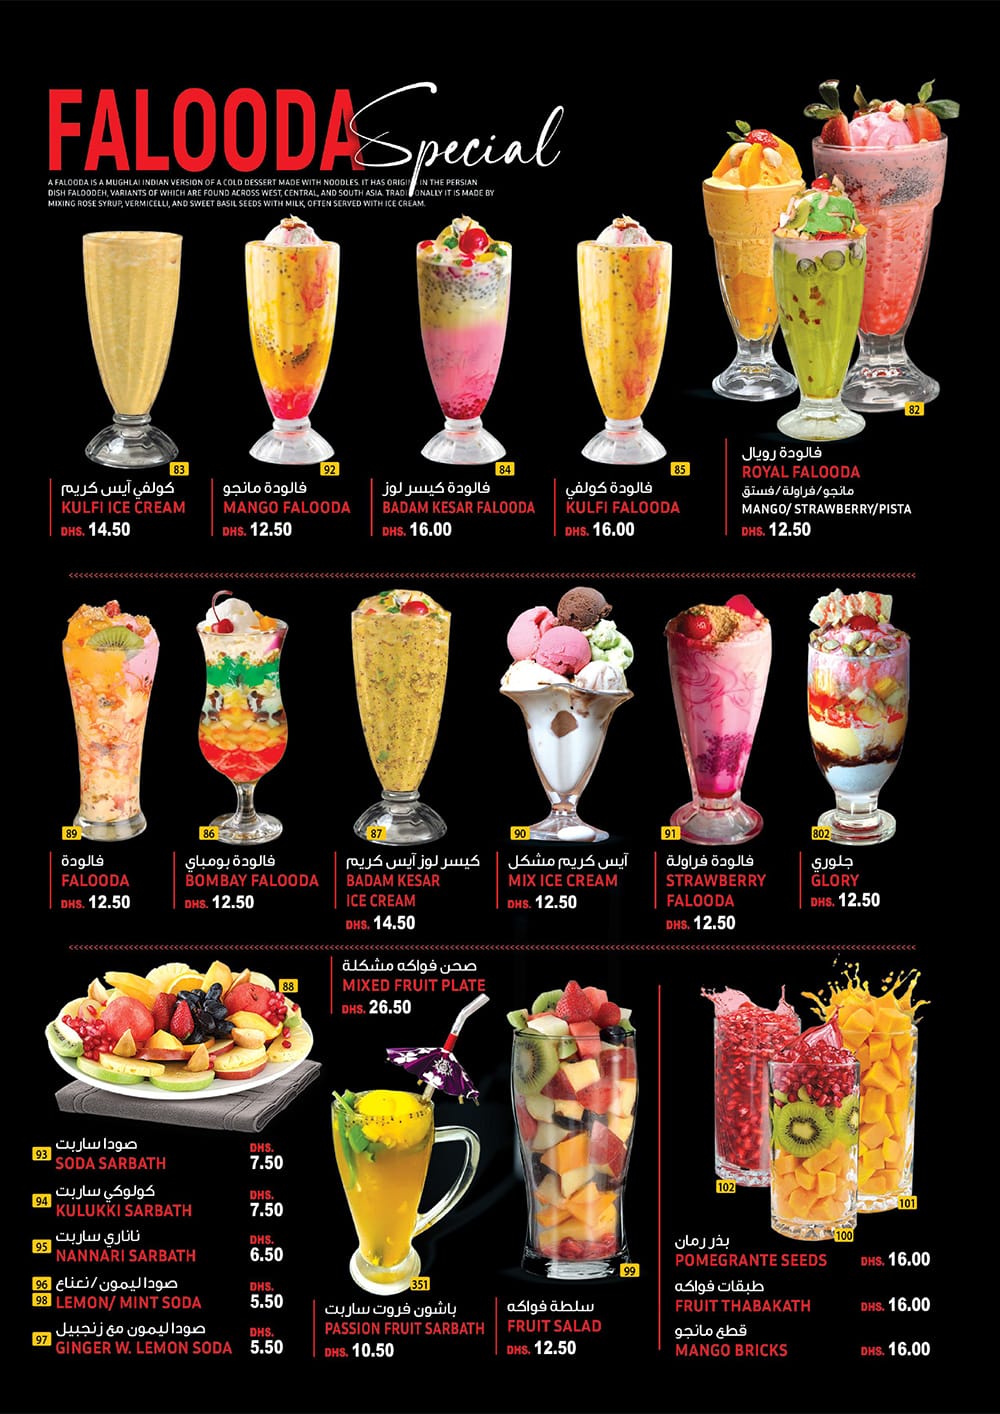 FALOODA Special
A FALOODA IS A MUGHLAI INDIAN VERSION OF A COLD DESSERT MADE WITH NOODLES. IT HAS ORIGINS IN THE PERSIAN
DISH FALOODEH, VARIANTS OF WHICH ARE FOUND ACROSS WEST, CENTRAL, AND SOUTH ASIA. TRADITIONALLY IT IS MADE BY
MIXING ROSE SYRUP, VERMICELLI, AND SWEET BASIL SEEDS WITH MILK, OFTEN SERVED WITH ICE CREAM.
83
كولفي آيس كريم
KULFI ICE CREAM
DHS. 14.50
92
فالودة مانجو
MANGO FALOODA
DHS. 12.50
84
فالودة كيسر لوز
BADAM KESAR FALOODA
DHS. 16.00
85
فالودة كولفي
KULFI FALOODA
DHS. 16.00
82
فالودة رويال
ROYAL FALOODA
مانجو/فراولة/فستق
MANGO/ STRAWBERRY/PISTA
DHS. 12.50
89
فالودة
FALOODA
DHS. 12.50
86
فالودة بومباي
BOMBAY FALOODA
DHS. 12.50
87
كيسر لوز آيس كريم
BADAM KESAR
ICE CREAM
DHS. 14.50
90
آيس كريم مشكل
MIX ICE CREAM
DHS. 12.50
91
فالودة فراولة
STRAWBERRY
FALOODA
DHS. 12.50
802
جلوري
GLORY
DHS. 12.50
88
صحن فواكه مشكلة
MIXED FRUIT PLATE
DHS. 26.50
93
صودا ساربت
SODA SARBATH
DHS.
7.50
94
كولوكي ساربت
KULUKKI SARBATH
DHS.
7.50
95
ناناري ساربت
NANNARI SARBATH
DHS.
6.50
96
صودا ليمون/نعناع
98
LEMON/ MINT SODA
DHS.
5.50
97
صودا ليمون مع زنجبيل
GINGER W. LEMON SODA
DHS.
5.50
351
باشون فروت ساربت
PASSION FRUIT SARBATH
DHS. 10.50
99
سلطة فواكه
FRUIT SALAD
DHS. 12.50
102
101
100
بذر رمان
POMEGRANTE SEEDS
DHS. 16.00
طبقات فواكه
FRUIT THABAKATH
DHS. 16.00
قطع مانجو
MANGO BRICKS
DHS. 16.00